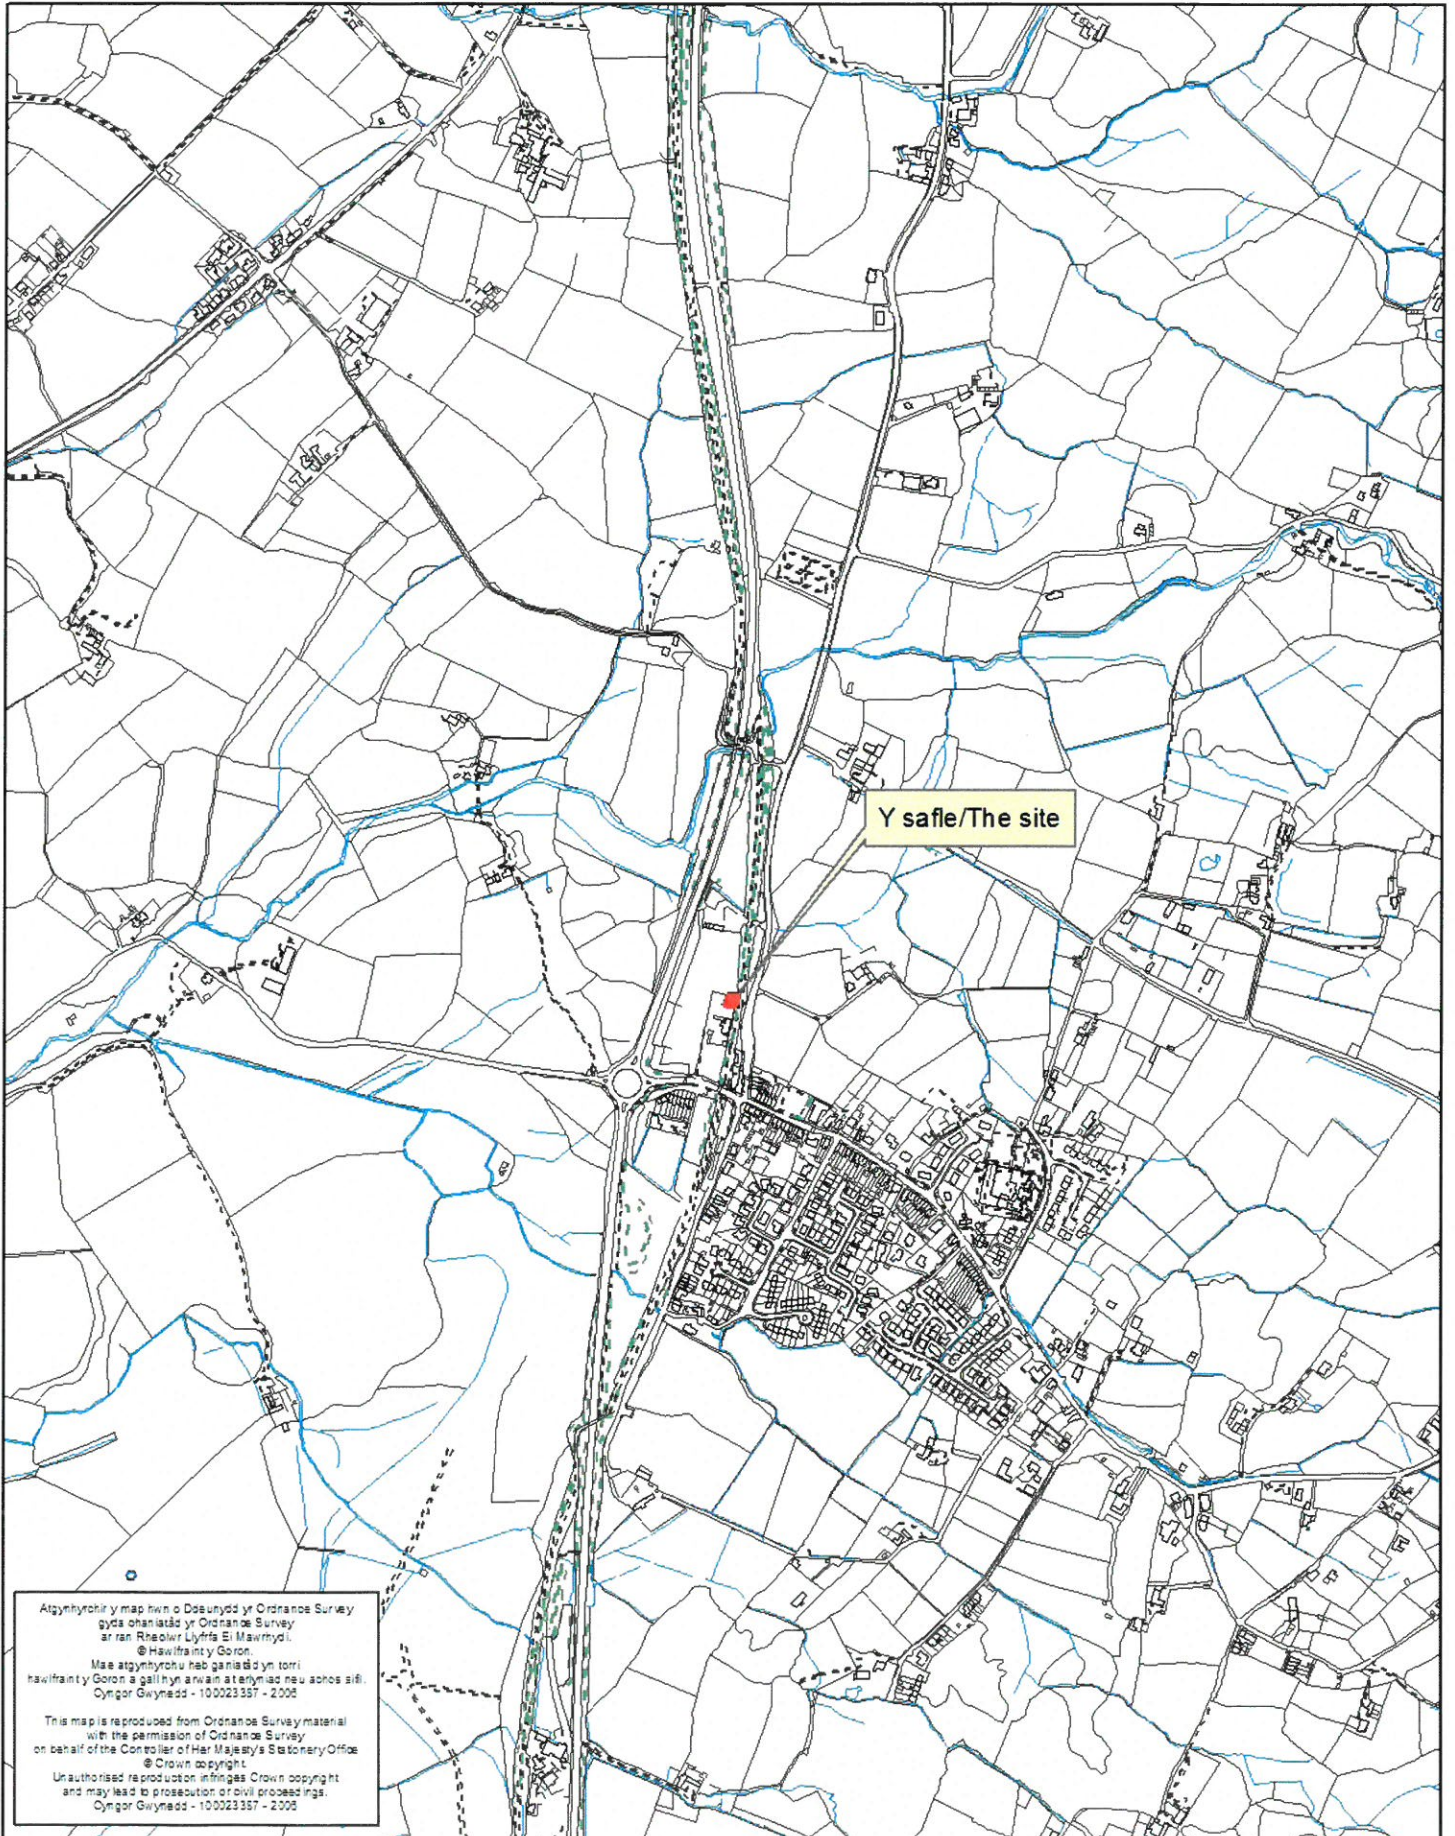 Y safle/The site
Atgynhyrchir y map hwn o Ddeunydd yr Ordnance Survey
gyda chaniatâd yr Ordnance Survey
ar ran Rheolwr Llyfrfa Ei Mawrhydi.
© Hawlfraint y Goron.
Mae atgynhyrchu heb ganiatâd yn torri
hawlfraint y Goron a gall hyn arwain at erlyniad neu achos sifil.
Cyngor Gwynedd - 100023387 - 2008
This map is reproduced from Ordnance Survey material
with the permission of Ordnance Survey
on behalf of the Controller of Her Majesty's Stationery Office
© Crown copyright.
Unauthorised reproduction infringes Crown copyright
and may lead to prosecution or civil proceedings.
Cyngor Gwynedd - 100023387 - 2008